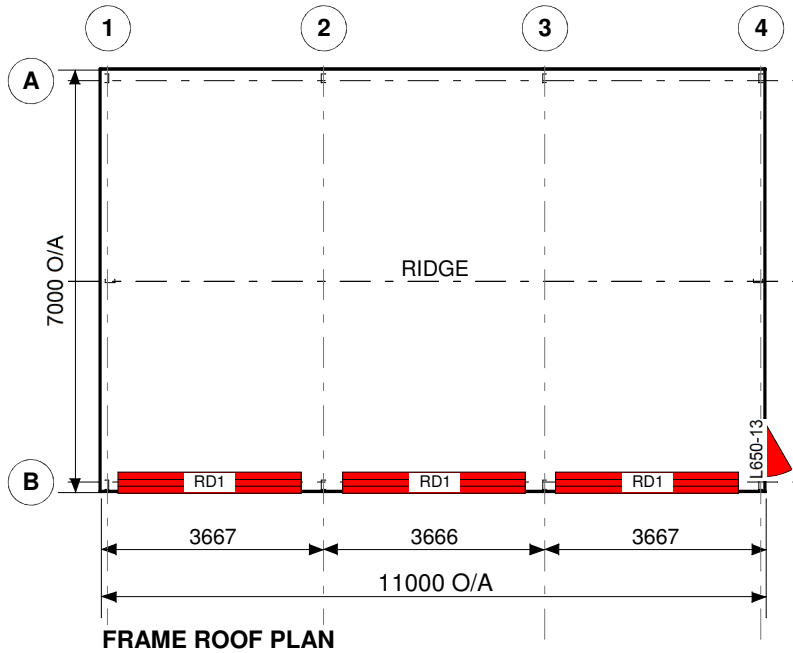 1 2 3 4
A
7000 O/A
RIDGE
L650-13
B
RD1 RD1 RD1
3667 3666 3667
11000 O/A
FRAME ROOF PLAN